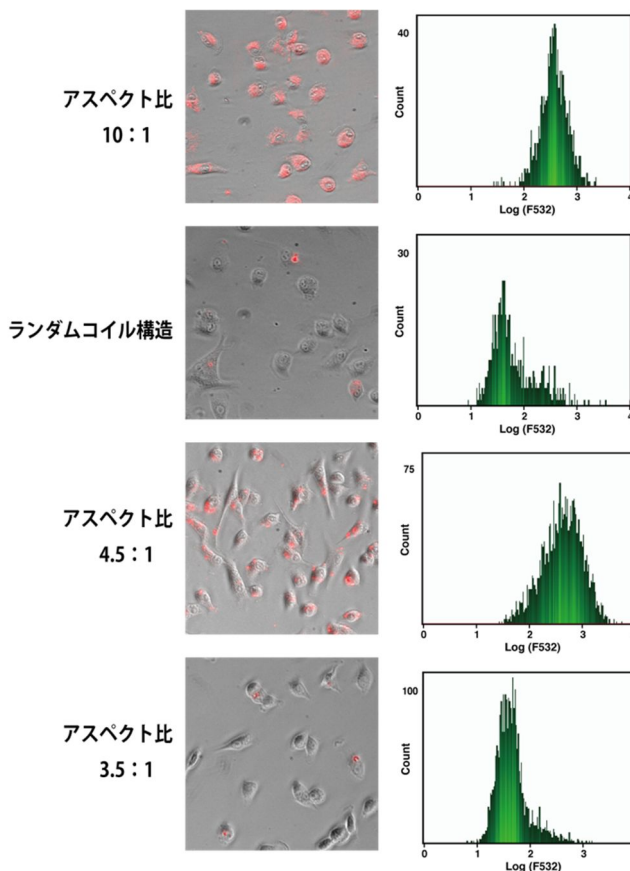 アスペクト比
10：1
40
Count
0 1 2 3 4
Log (F532)
ランダムコイル構造
30
Count
0 1 2 3 4
Log (F532)
アスペクト比
4.5：1
75
Count
0 1 2 3
Log (F532)
アスペクト比
3.5：1
100
Count
0 1 2 3
Log (F532)